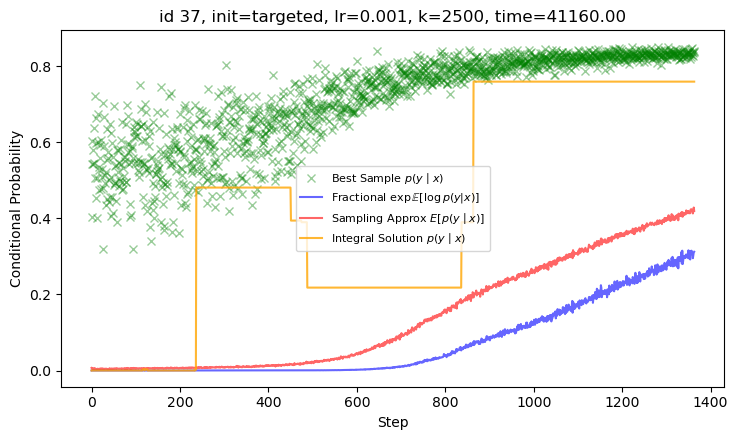 id 37, init=targeted, lr=0.001, k=2500, time=41160.00
Conditional Probability
0.8
0.6
0.4
0.2
0.0
Best Sample p(y | x)
Fractional exp𝔼[log p(y|x)]
Sampling Approx E[p(y | x)]
Integral Solution p(y | x)
0 200 400 600 800 1000 1200 1400
Step